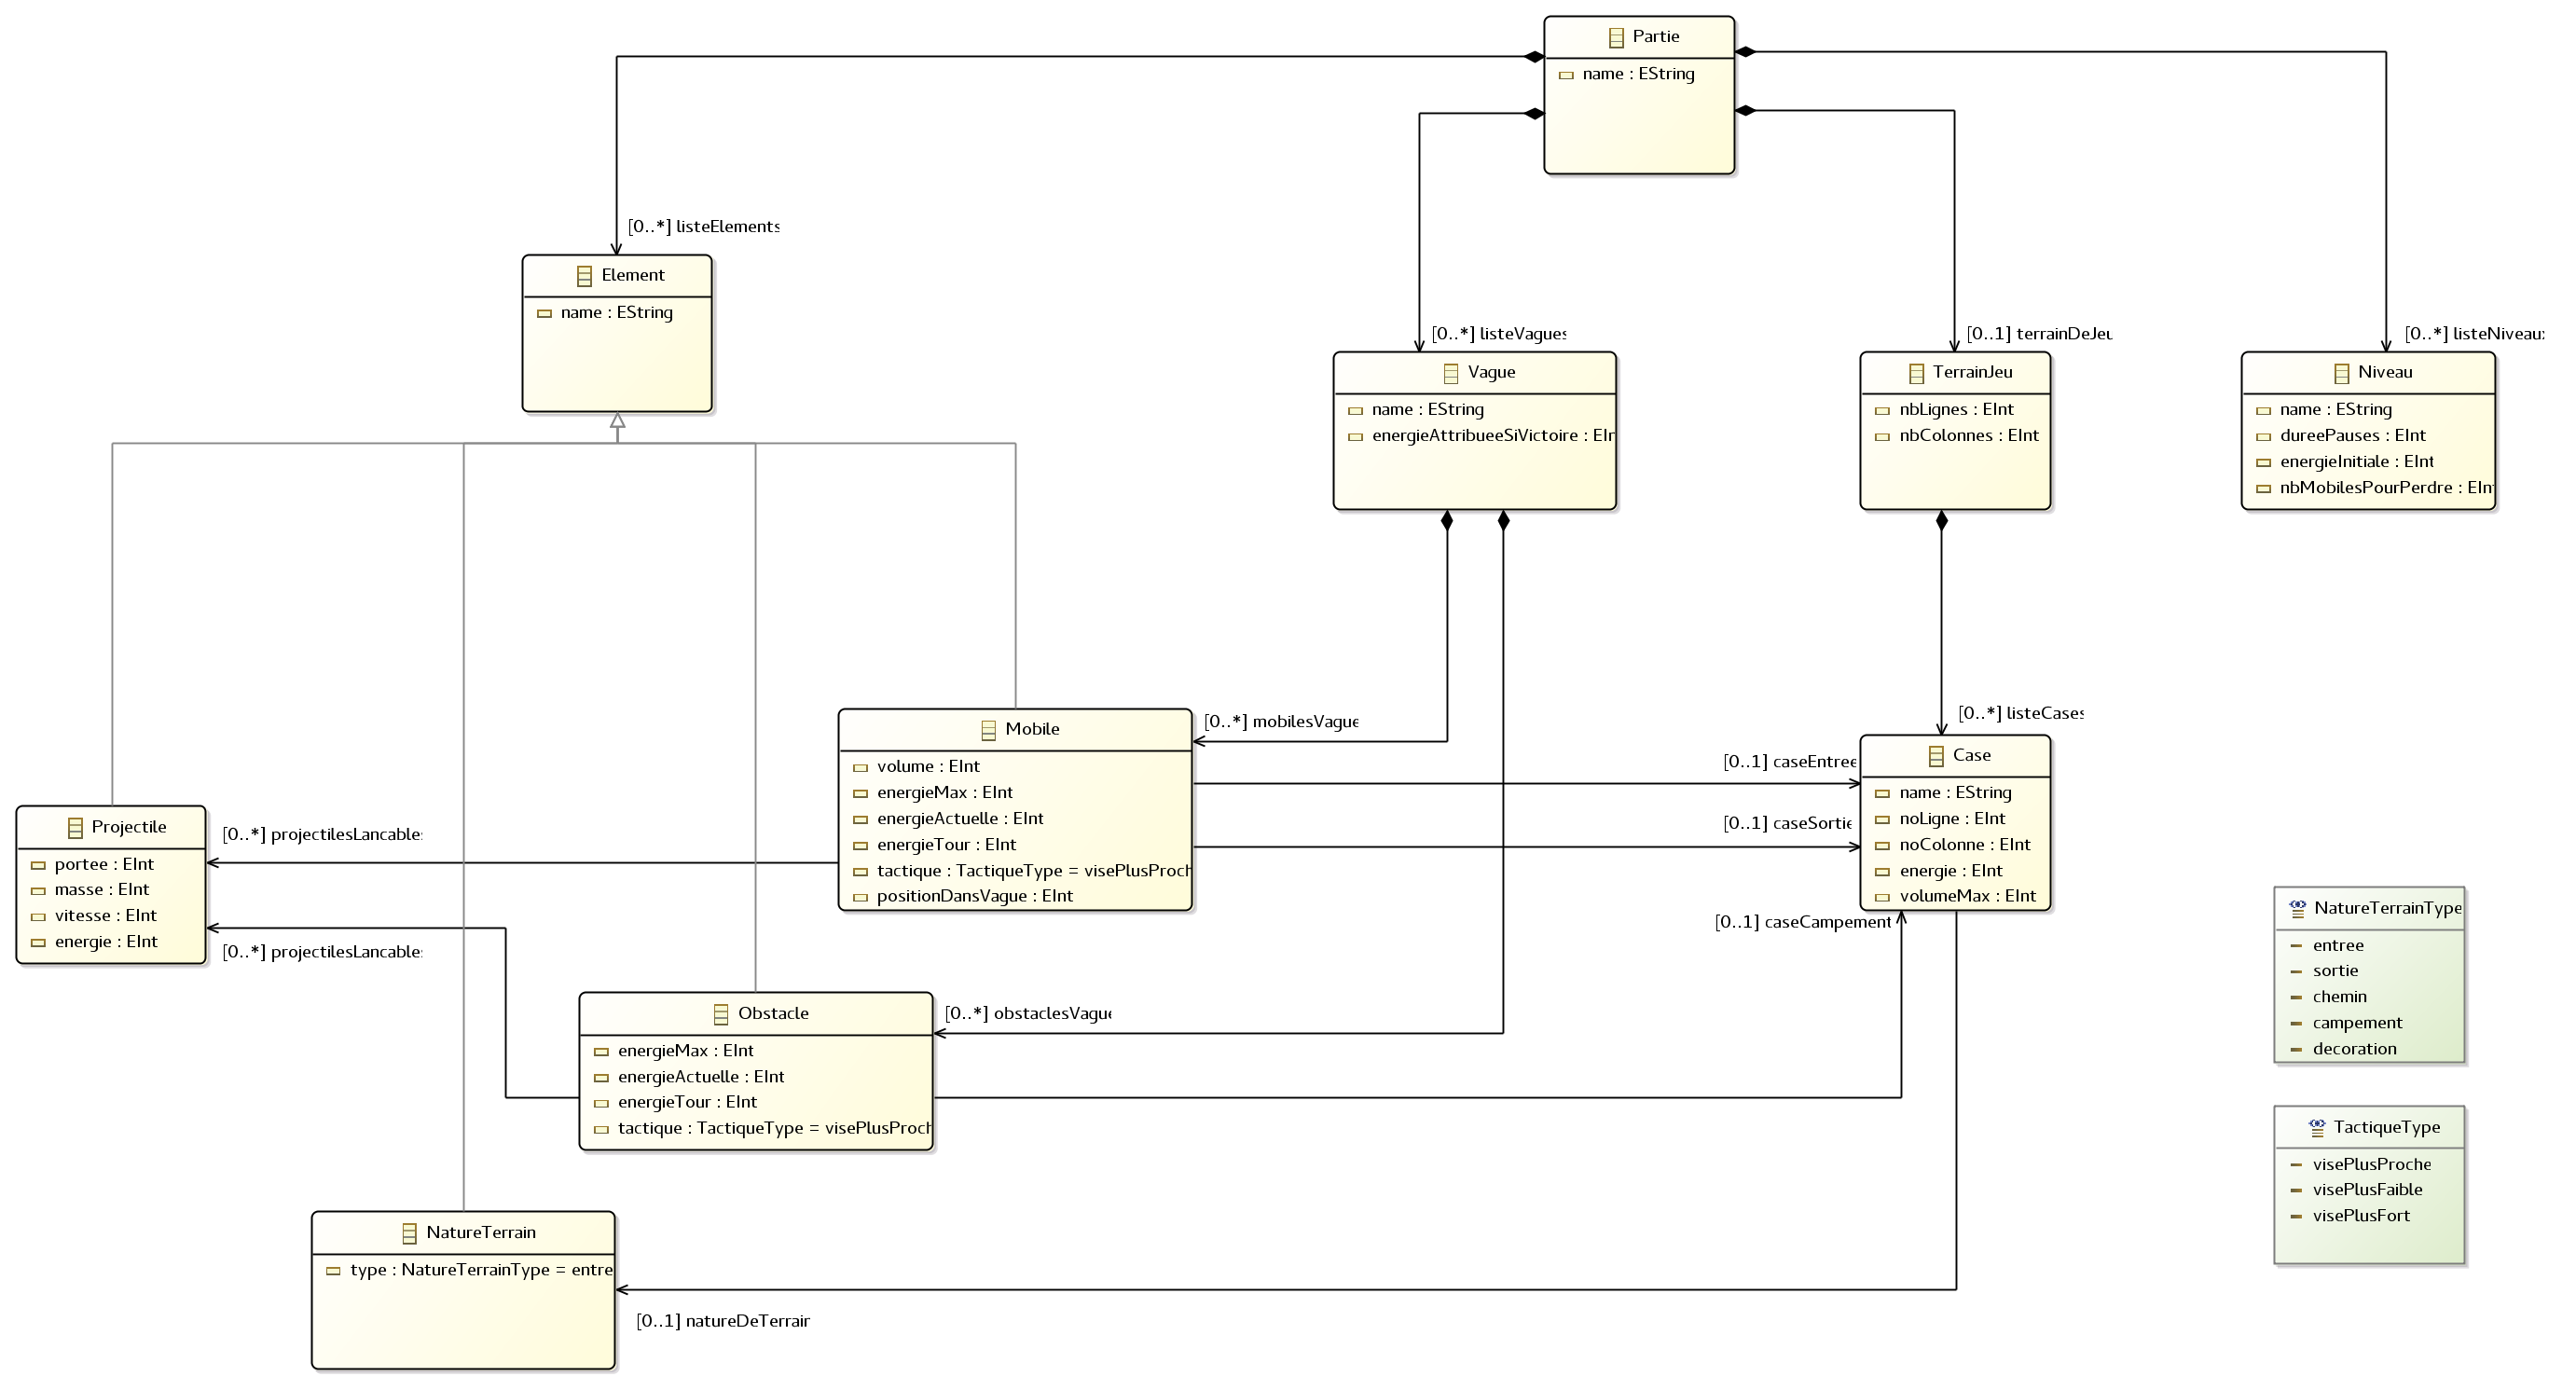 Partie
name : EString
[0..*] listeElements
Element
name : EString
[0..*] listeVagues
[0..1] terrainDeJeu
[0..*] listeNiveaux
Vague
name : EString
energieAttribueeSiVictoire : EIn
TerrainJeu
nbLignes : EInt
nbColonnes : EInt
Niveau
name : EString
dureePauses : EInt
energieInitiale : EInt
nbMobilesPourPerdre : EInt
[0..*] mobilesVague
[0..*] listeCases
Mobile
volume : EInt
energieMax : EInt
energieActuelle : EInt
energieTour : EInt
tactique : TactiqueType = visePlusProch
positionDansVague : EInt
[0..1] caseEntree
[0..1] caseSortie
Case
name : EString
noLigne : EInt
noColonne : EInt
energie : EInt
volumeMax : EInt
Projectile
portee : EInt
masse : EInt
vitesse : EInt
energie : EInt
[0..*] projectilesLancables
[0..*] projectilesLancables
[0..1] caseCampement
NatureTerrainType
entree
sortie
chemin
campement
decoration
Obstacle
energieMax : EInt
energieActuelle : EInt
energieTour : EInt
tactique : TactiqueType = visePlusProch
[0..*] obstaclesVague
TactiqueType
visePlusProche
visePlusFaible
visePlusFort
NatureTerrain
type : NatureTerrainType = entre
[0..1] natureDeTerrain